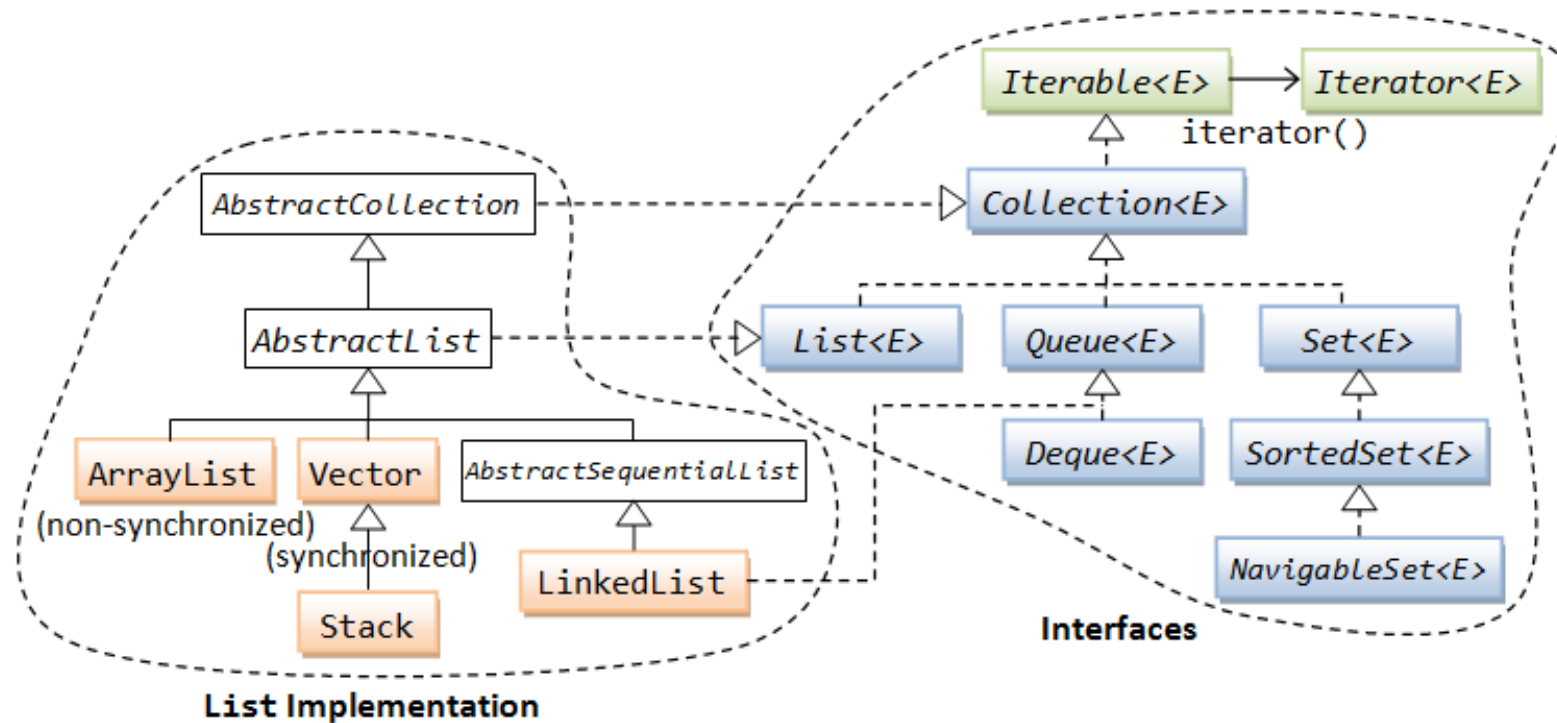 Iterable<E>
Iterator<E>
iterator()
AbstractCollection
Collection<E>
AbstractList
List<E>
Queue<E>
Set<E>
ArrayList
Vector
AbstractSequentialList
Deque<E>
SortedSet<E>
(non-synchronized)
(synchronized)
LinkedList
NavigableSet<E>
Stack
Interfaces
List Implementation